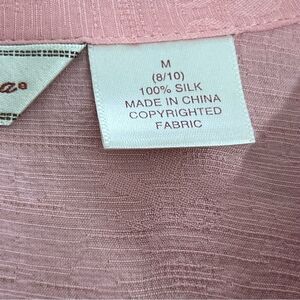 M
(8/10)
100% SILK
MADE IN CHINA
COPYRIGHTED
FABRIC